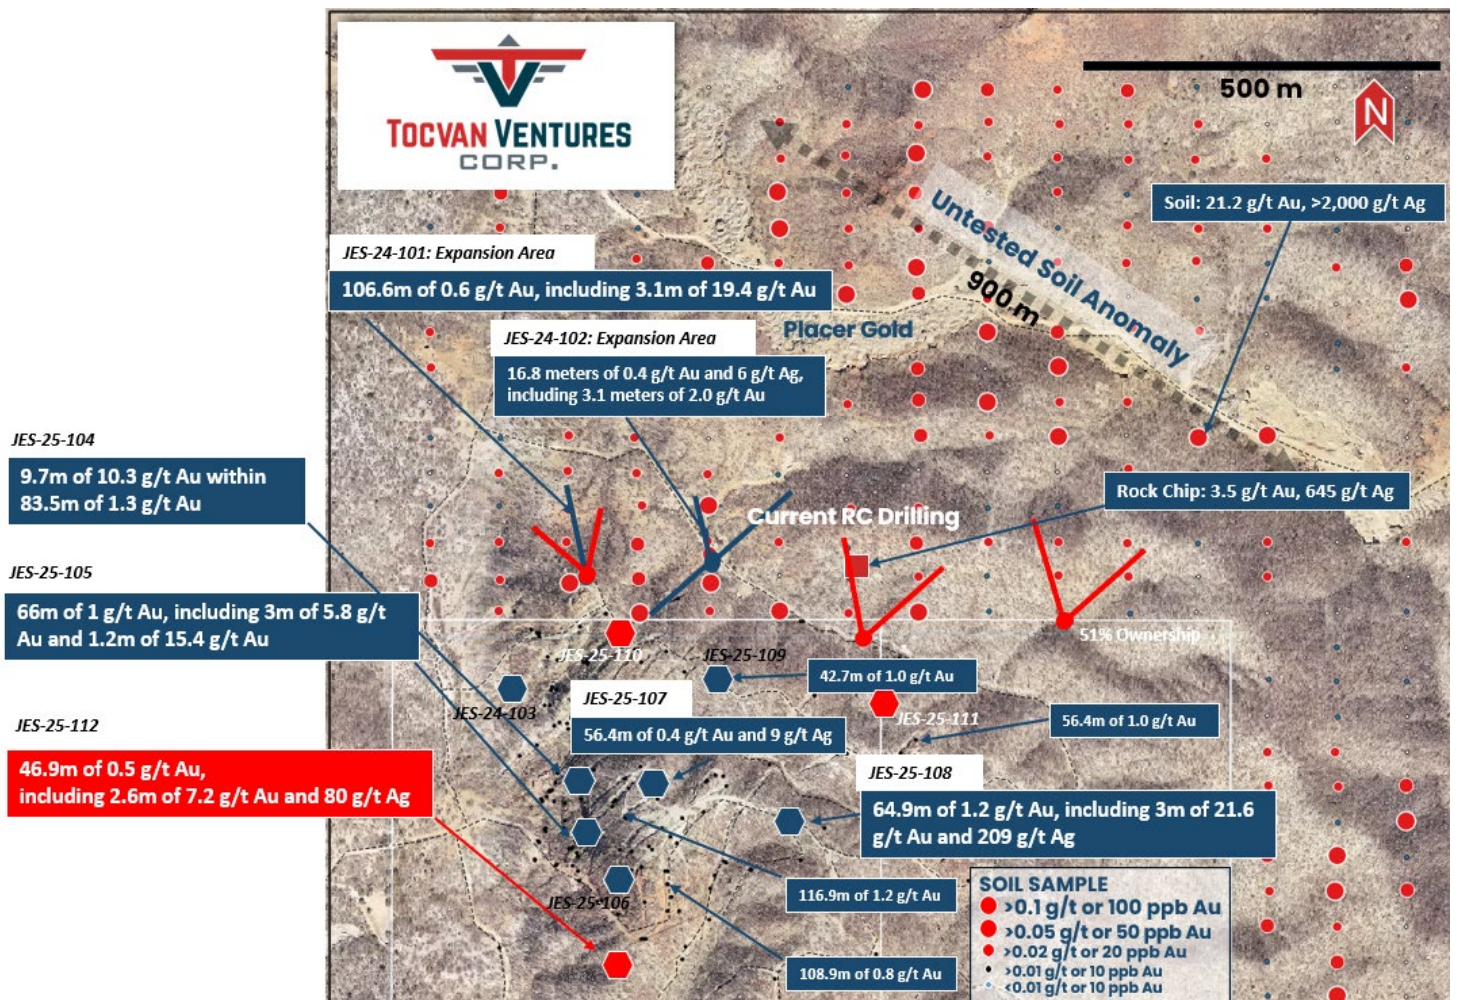 TOCVAN VENTURES
CORP.
500 m
N
Soil: 21.2 g/t Au, >2,000 g/t Ag
Untested Soil Anomaly
900 m
JES-24-101: Expansion Area
106.6m of 0.6 g/t Au, including 3.1m of 19.4 g/t Au
Placer Gold
JES-24-102: Expansion Area
16.8 meters of 0.4 g/t Au and 6 g/t Ag,
including 3.1 meters of 2.0 g/t Au
JES-25-104
9.7m of 10.3 g/t Au within
83.5m of 1.3 g/t Au
Rock Chip: 3.5 g/t Au, 645 g/t Ag
Current RC Drilling
JES-25-105
66m of 1 g/t Au, including 3m of 5.8 g/t
Au and 1.2m of 15.4 g/t Au
51% Ownership
JES-25-110
JES-25-109
42.7m of 1.0 g/t Au
JES-24-103
JES-25-107
56.4m of 0.4 g/t Au and 9 g/t Ag
JES-25-111
56.4m of 1.0 g/t Au
JES-25-112
46.9m of 0.5 g/t Au,
including 2.6m of 7.2 g/t Au and 80 g/t Ag
JES-25-108
64.9m of 1.2 g/t Au, including 3m of 21.6
g/t Au and 209 g/t Ag
116.9m of 1.2 g/t Au
JES-25-106
108.9m of 0.8 g/t Au
SOIL SAMPLE
>0.1 g/t or 100 ppb Au
>0.05 g/t or 50 ppb Au
>0.02 g/t or 20 ppb Au
>0.01 g/t or 10 ppb Au
<0.01 g/t or 10 ppb Au